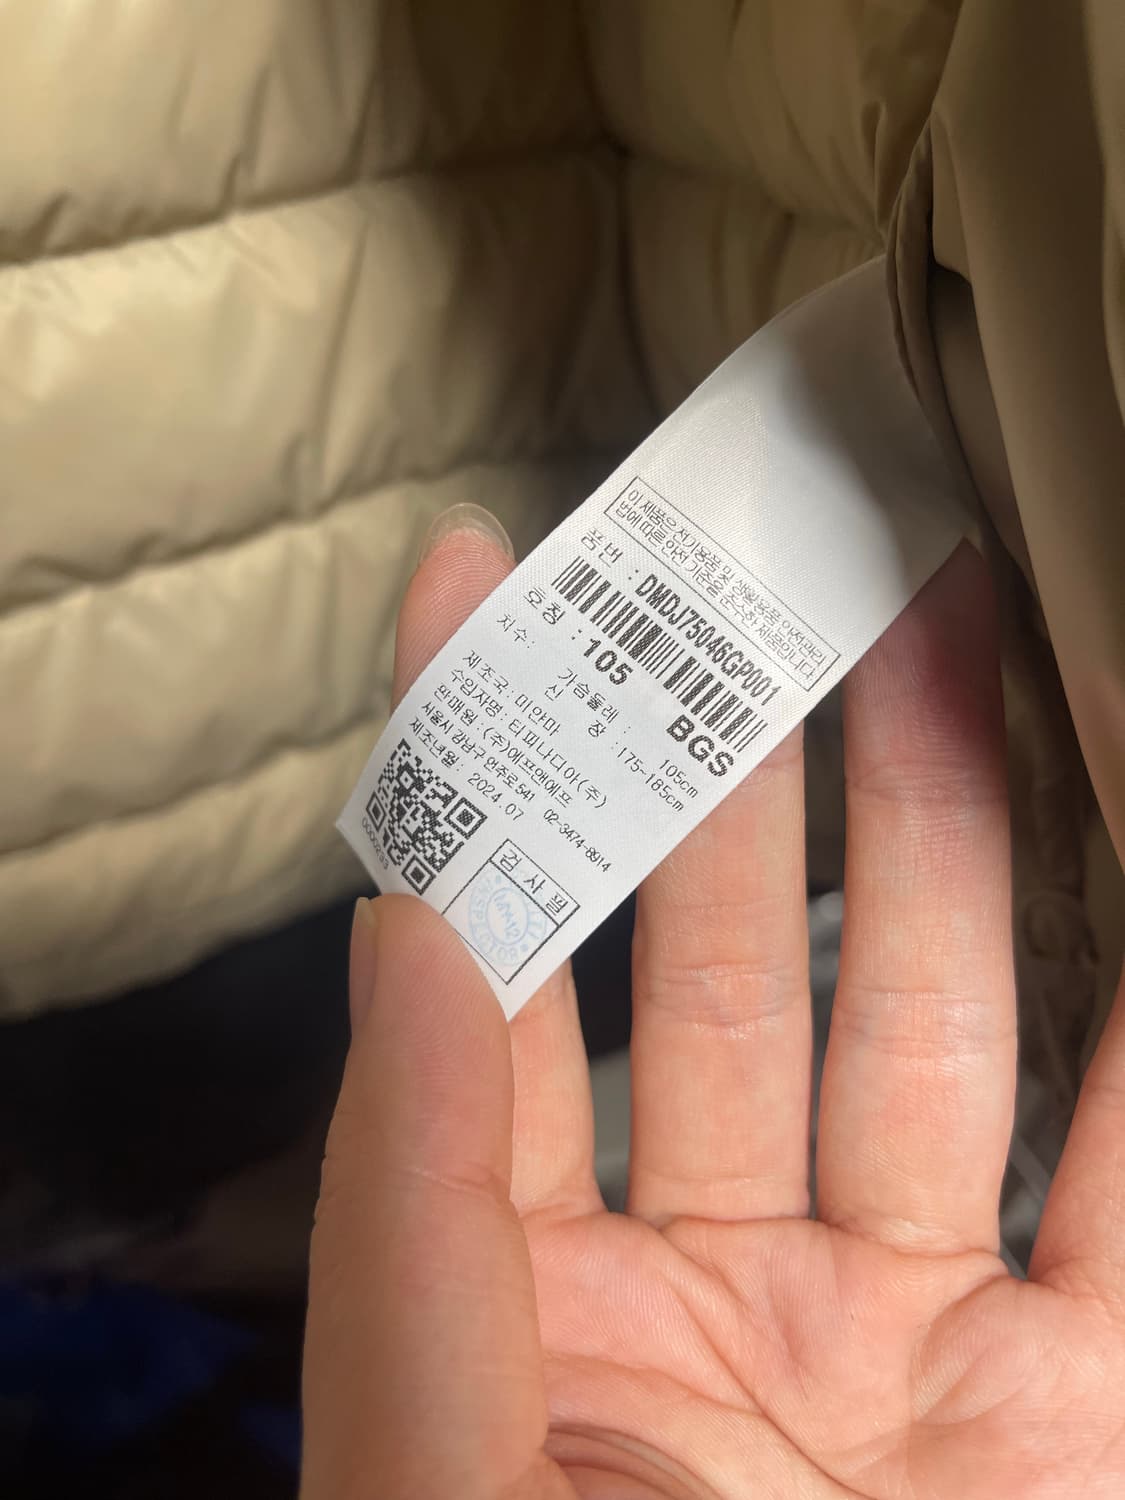 이 제품은 전기용품 및 생활용품 안전관리
법에 따른 안전 기준을 준수한 제품입니다.
품번 : DMDJ75046GP001
호칭 : 105 BGS
치수: 가슴둘레 : 105cm
신 장 : 175-185cm
제조국 : 미얀마
수입자명 : 티피나디아(주)
판매원 : (주)에프앤에프
서울시 강남구 언주로 541 02-3474-8914
제조년월 : 2024.07
0000293
검사필
INSPECTOR